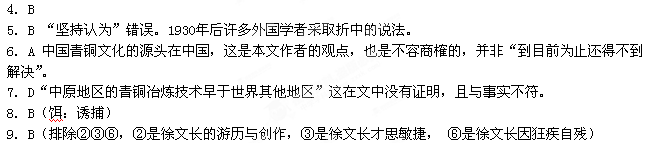 4. B
5. B “坚持认为”错误。1930年后许多外国学者采取折中的说法。
6. A 中国青铜文化的源头在中国，这是本文作者的观点，也是不容商榷的，并非“到目前为止还得不到
解决”。
7. D“中原地区的青铜冶炼技术早于世界其他地区”这在文中没有证明，且与事实不符。
8. B（饵：诱捕）
9. B（排除②③⑥，②是徐文长的游历与创作，③是徐文长才思敏捷， ⑥是徐文长因狂疾自残）